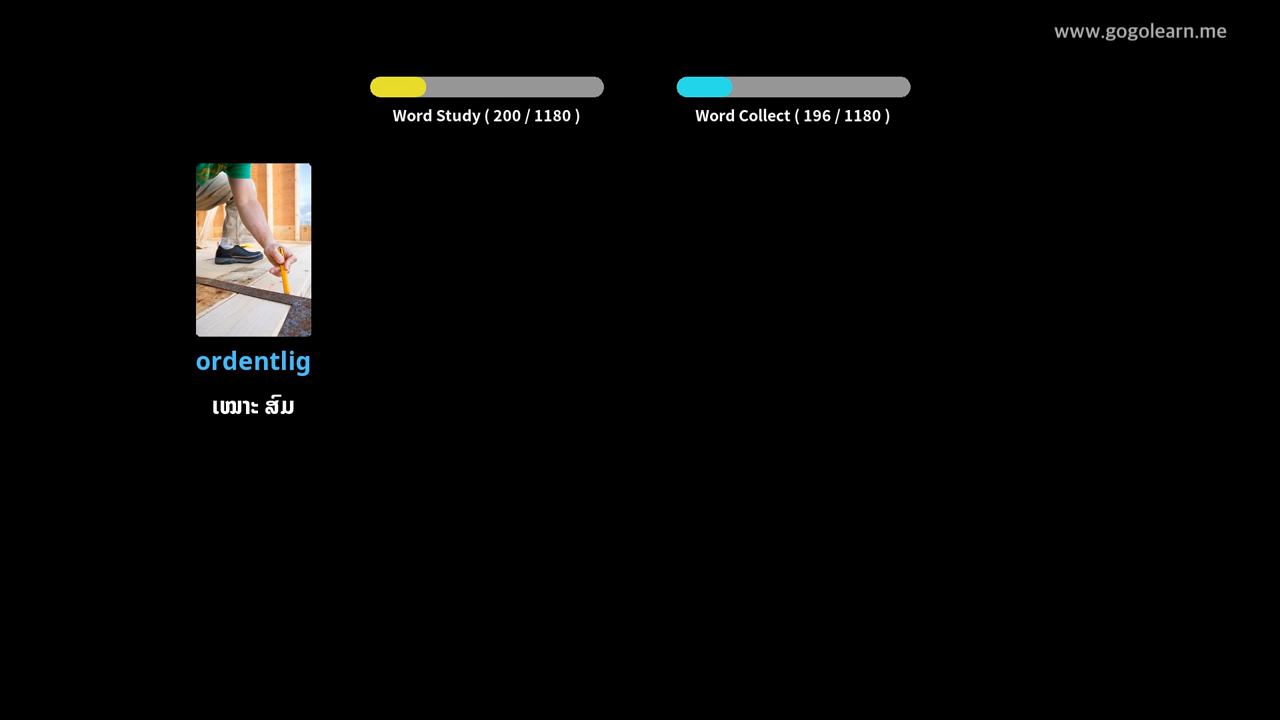 www.gogolearn.me
Word Study ( 200 / 1180 )
Word Collect ( 196 / 1180 )
ordentlig
ເໝາະ ສົມ